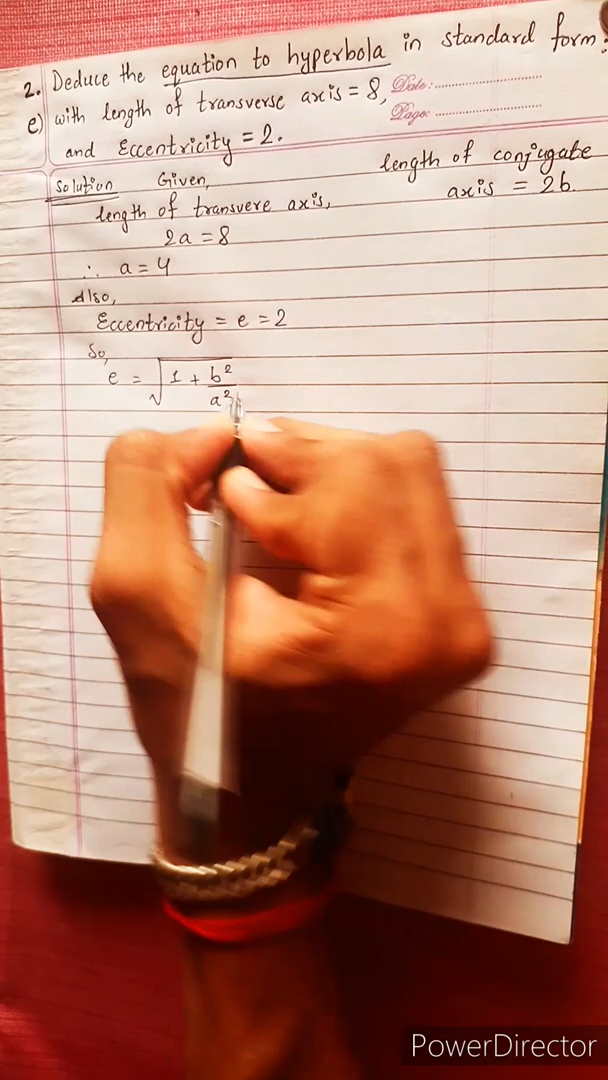 2. Deduce the equation to hyperbola in standard form:
e) with length of transverse axis = 8,
Date:
Page:
and Eccentricity = 2.
Solution Given,
length of transvere axis,
2a = 8
∴ a = 4
Also,
Eccentricity = e = 2
So,
e = √1 + b²/a²
length of conjugate
axis = 2b.
PowerDirector